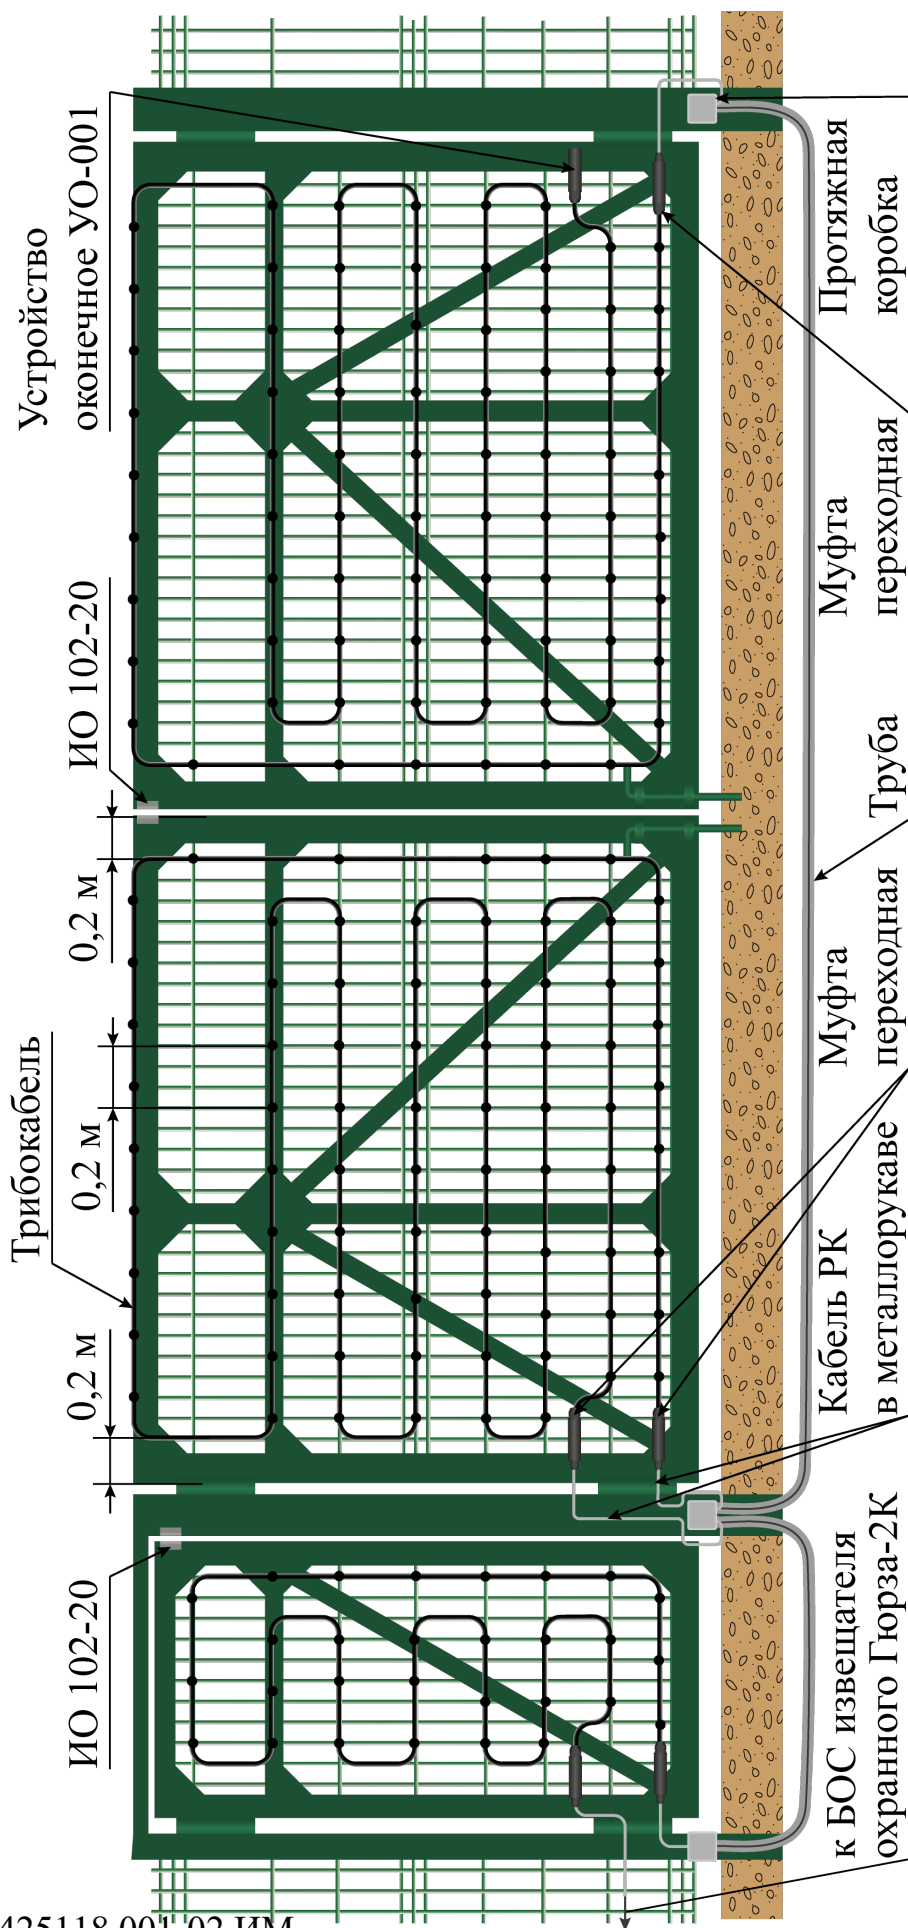 Трибокабель
ИО 102-20
0,2 м
0,2 м
0,2 м
ИО 102-20
Устройство
оконечное УО-001
к БОС извещателя
охранного Гюрза-2К
Кабель РК
в металлорукаве
Муфта
переходная
Труба
Муфта
переходная
Протяжная
коробка
425118.001-02 ИМ